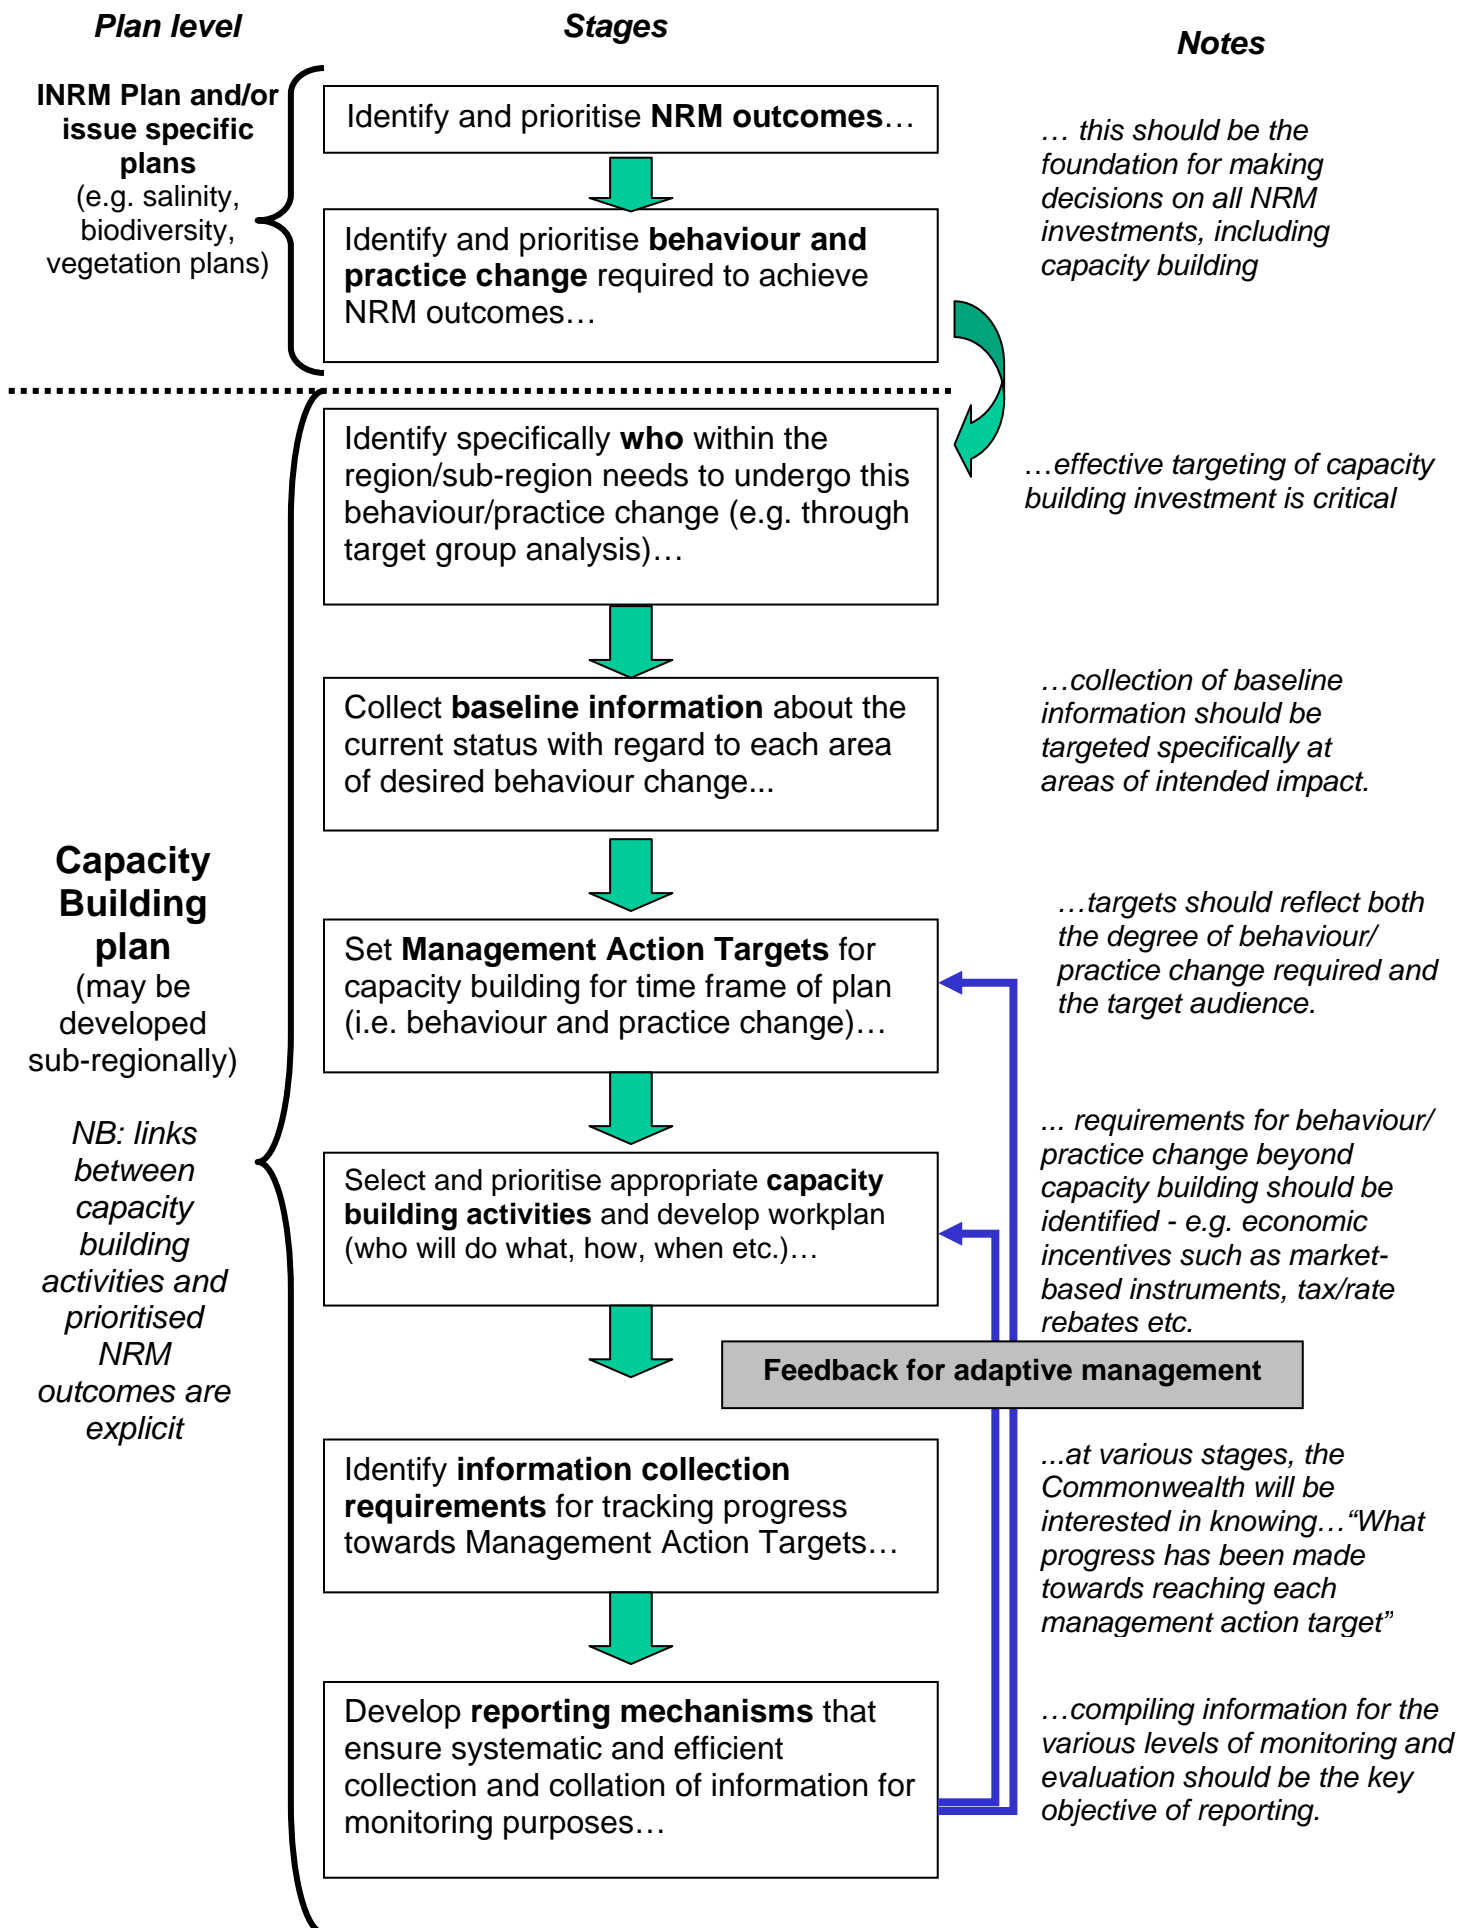 Plan level
Stages
Notes
INRM Plan and/or
issue specific
plans
(e.g. salinity,
biodiversity,
vegetation plans)
Identify and prioritise NRM outcomes…
… this should be the
foundation for making
decisions on all NRM
investments, including
capacity building
Identify and prioritise behaviour and
practice change required to achieve
NRM outcomes…
Identify specifically who within the
region/sub-region needs to undergo this
behaviour/practice change (e.g. through
target group analysis)…
…effective targeting of capacity
building investment is critical
Collect baseline information about the
current status with regard to each area
of desired behaviour change...
…collection of baseline
information should be
targeted specifically at
areas of intended impact.
Capacity
Building
plan
(may be
developed
sub-regionally)
NB: links
between
capacity
building
activities and
prioritised
NRM
outcomes are
explicit
Set Management Action Targets for
capacity building for time frame of plan
(i.e. behaviour and practice change)…
…targets should reflect both
the degree of behaviour/
practice change required and
the target audience.
Select and prioritise appropriate capacity
building activities and develop workplan
(who will do what, how, when etc.)…
... requirements for behaviour/
practice change beyond
capacity building should be
identified - e.g. economic
incentives such as market-
based instruments, tax/rate
rebates etc.
Feedback for adaptive management
Identify information collection
requirements for tracking progress
towards Management Action Targets…
...at various stages, the
Commonwealth will be
interested in knowing…“What
progress has been made
towards reaching each
management action target”
Develop reporting mechanisms that
ensure systematic and efficient
collection and collation of information for
monitoring purposes…
…compiling information for the
various levels of monitoring and
evaluation should be the key
objective of reporting.